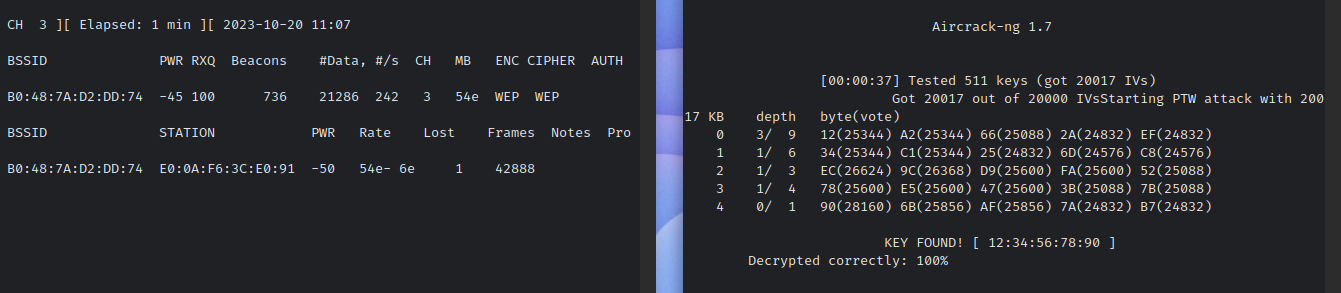 CH  3 ][ Elapsed: 1 min ][ 2023-10-20 11:07
BSSID              PWR RXQ  Beacons    #Data, #/s  CH   MB   ENC CIPHER  AUTH
B0:48:7A:D2:DD:74  -45 100      736    21286  242   3   54e  WEP  WEP
BSSID              STATION            PWR   Rate    Lost    Frames  Notes  Pro
B0:48:7A:D2:DD:74  E0:0A:F6:3C:E0:91  -50   54e- 6e     1    42888
Aircrack-ng 1.7
[00:00:37] Tested 511 keys (got 20017 IVs)
Got 20017 out of 20000 IVsStarting PTW attack with 200
17 KB    depth   byte(vote)
0    3/  9   12(25344) A2(25344) 66(25088) 2A(24832) EF(24832)
1    1/  6   34(25344) C1(25344) 25(24832) 6D(24576) C8(24576)
2    1/  3   EC(26624) 9C(26368) D9(25600) FA(25600) 52(25088)
3    1/  4   78(25600) E5(25600) 47(25600) 3B(25088) 7B(25088)
4    0/  1   90(28160) 6B(25856) AF(25856) 7A(24832) B7(24832)
KEY FOUND! [ 12:34:56:78:90 ]
Decrypted correctly: 100%